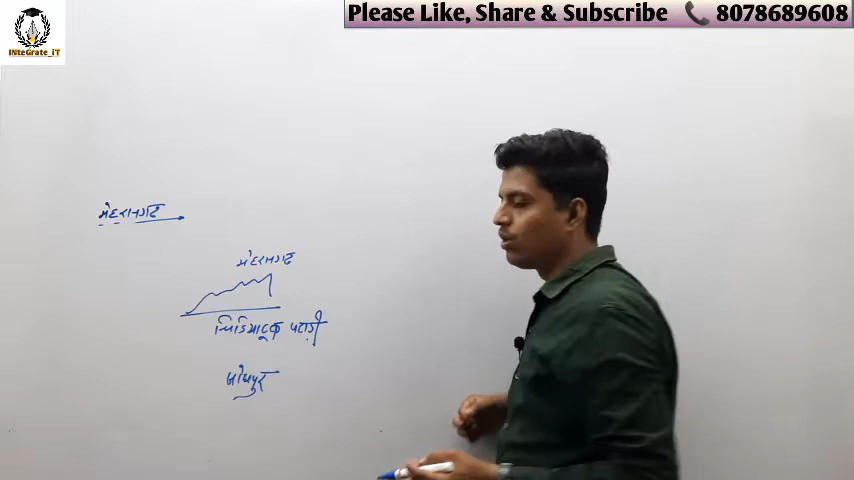 Please Like, Share & Subscribe 8078689608
INteGrate_iT
मेहरानगढ
मेहरानगढ
चिडियाटूक पहाडी
जोधपुर